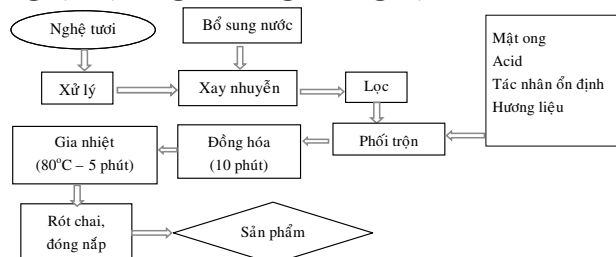 Nghệ tươi
Bổ sung nước
Xử lý
Xay nhuyễn
Lọc
Mật ong
Acid
Tác nhân ổn định
Hương liệu
Gia nhiệt
(80°C – 5 phút)
Đồng hóa
(10 phút)
Phối trộn
Rót chai,
đóng nắp
Sản phẩm